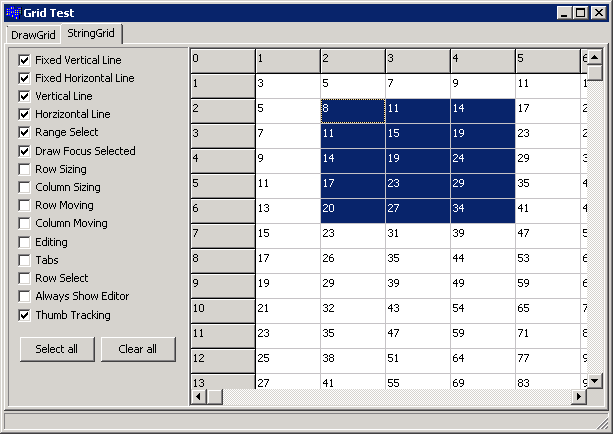 Grid Test
DrawGrid StringGrid
Fixed Vertical Line
Fixed Horizontal Line
Vertical Line
Horzizontal Line
Range Select
Draw Focus Selected
Row Sizing
Column Sizing
Row Moving
Column Moving
Editing
Tabs
Row Select
Always Show Editor
Thumb Tracking
Select all Clear all
0 1 2 3 4 5 6
1 3 5 7 9 11 1
2 5 8 11 14 17 2
3 7 11 15 19 23 2
4 9 14 19 24 29 3
5 11 17 23 29 35 4
6 13 20 27 34 41 4
7 15 23 31 39 47 5
8 17 26 35 44 53 6
9 19 29 39 49 59 6
10 21 32 43 54 65 7
11 23 35 47 59 71 8
12 25 38 51 64 77 9
13 27 41 55 69 83 9